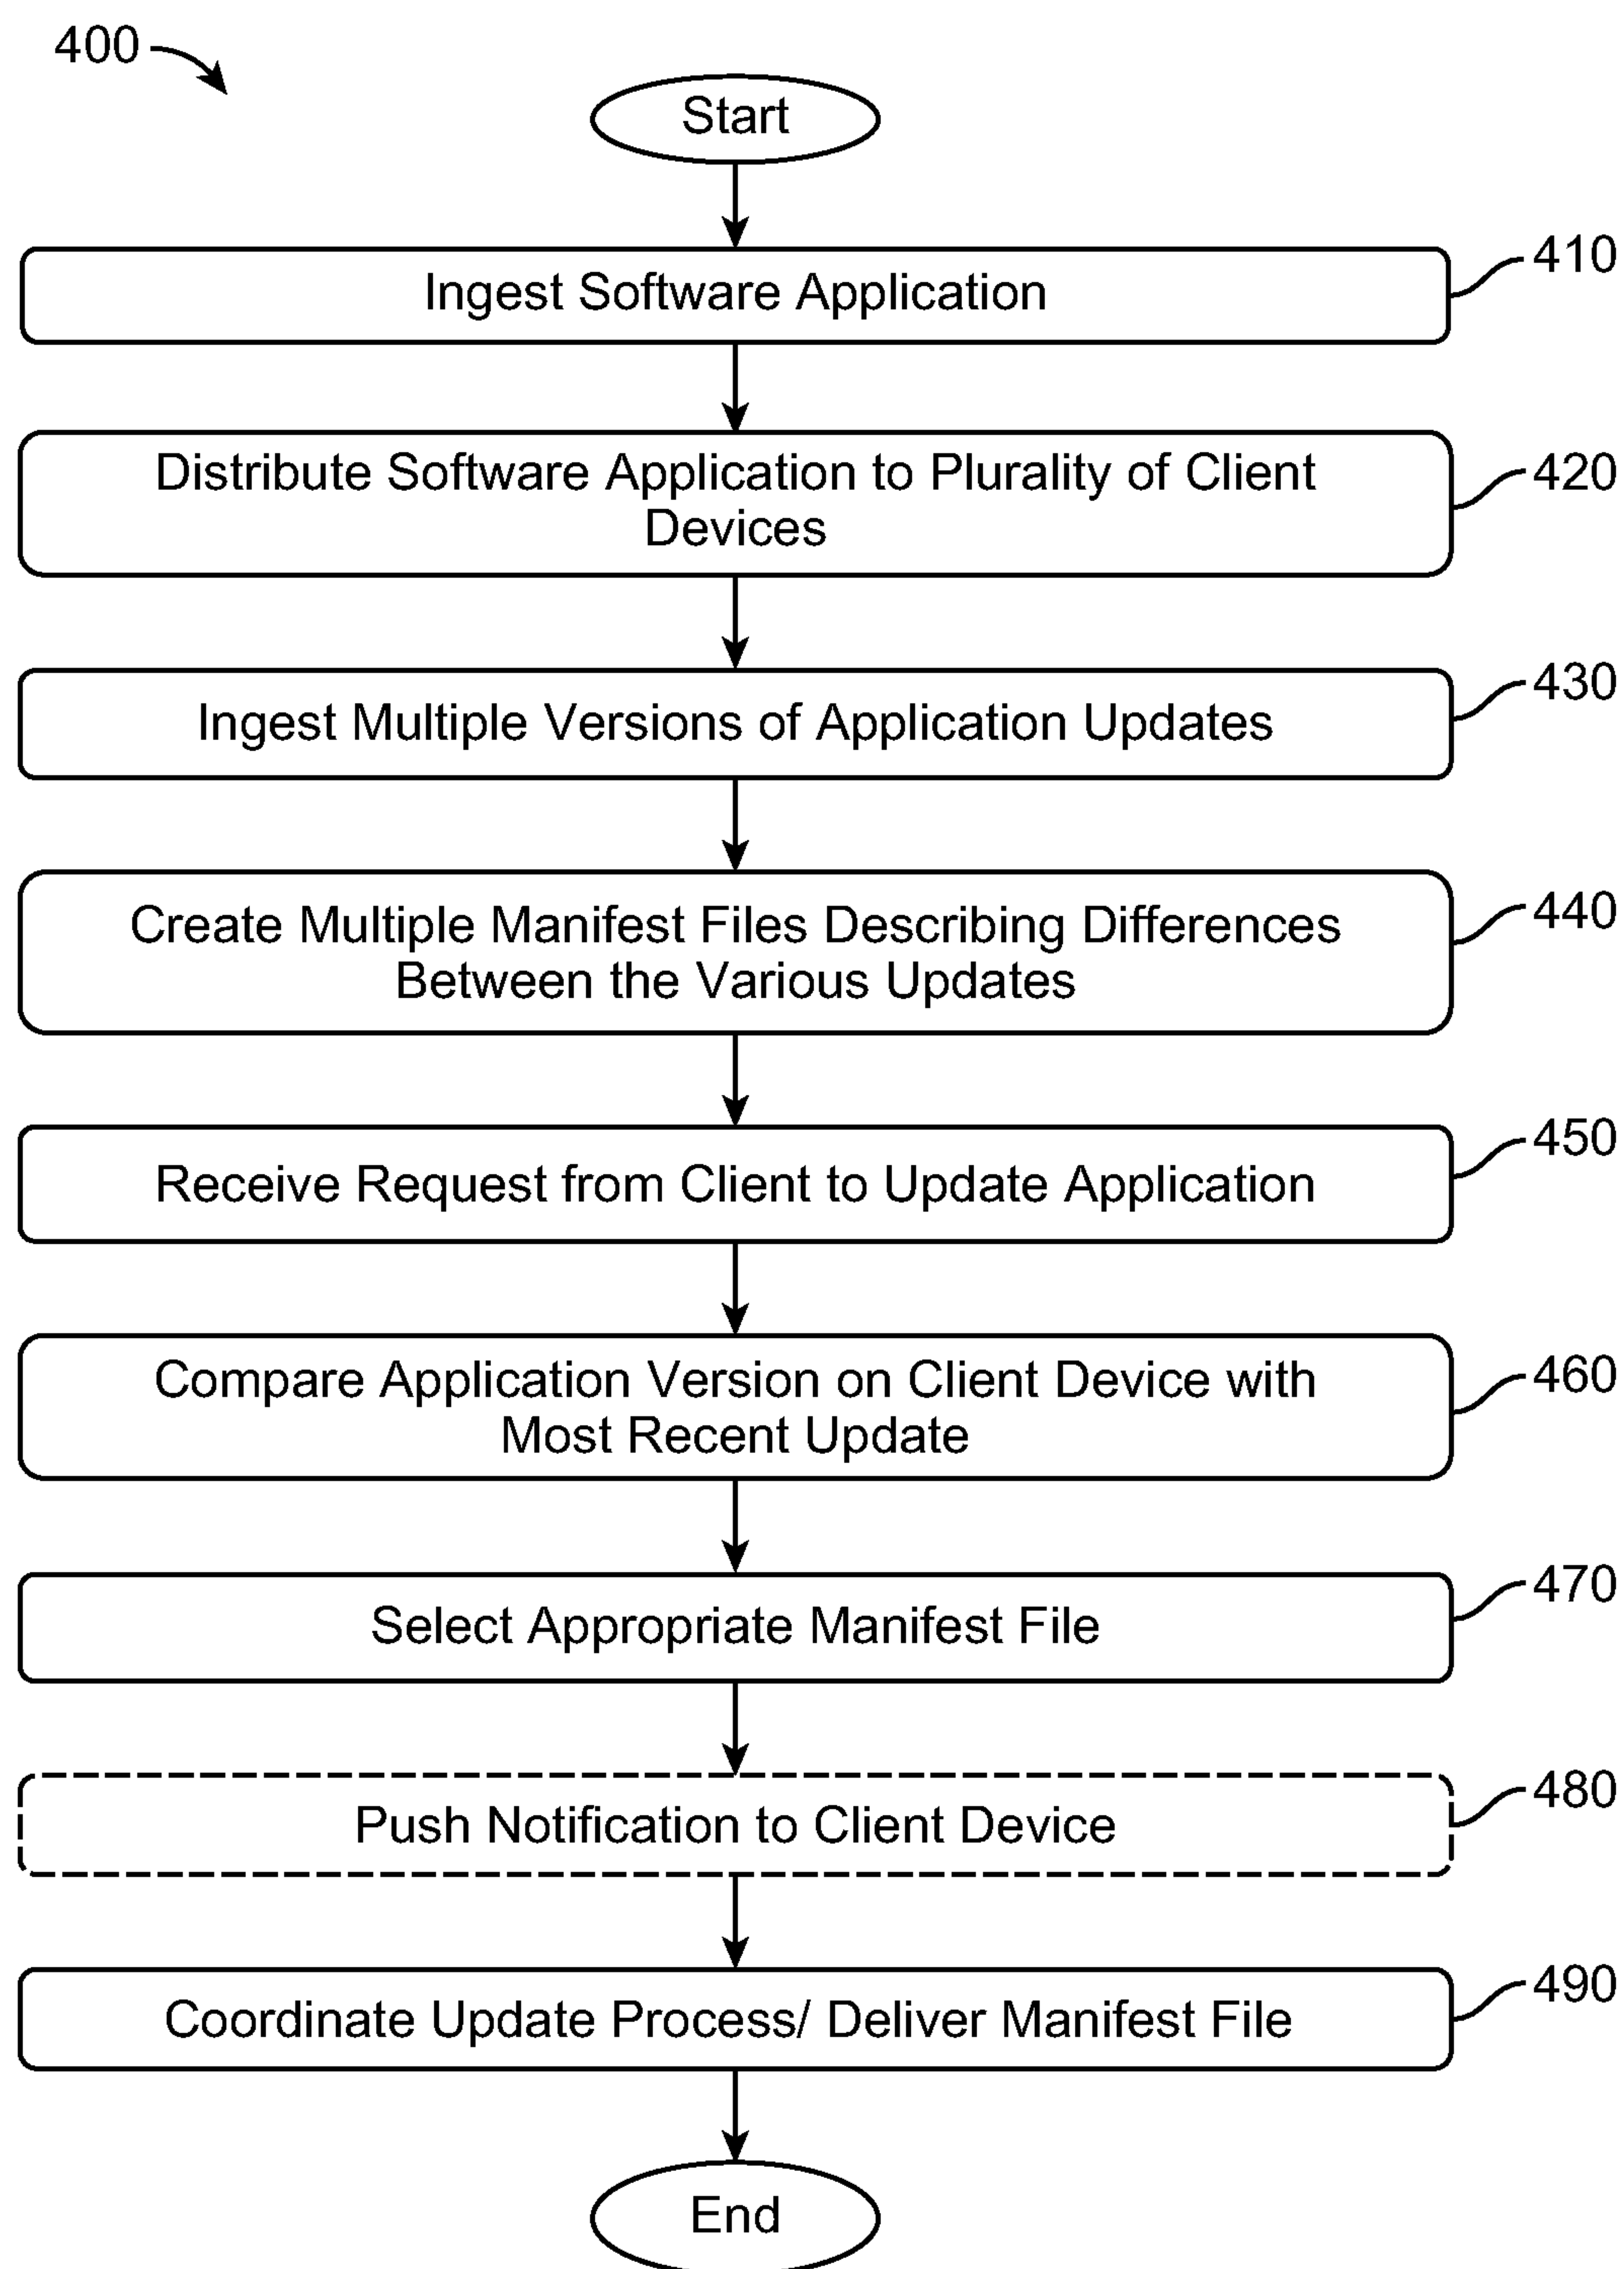 400
Start
Ingest Software Application
410
Distribute Software Application to Plurality of Client
Devices
420
Ingest Multiple Versions of Application Updates
430
Create Multiple Manifest Files Describing Differences
Between the Various Updates
440
Receive Request from Client to Update Application
450
Compare Application Version on Client Device with
Most Recent Update
460
Select Appropriate Manifest File
470
Push Notification to Client Device
480
Coordinate Update Process/ Deliver Manifest File
490
End